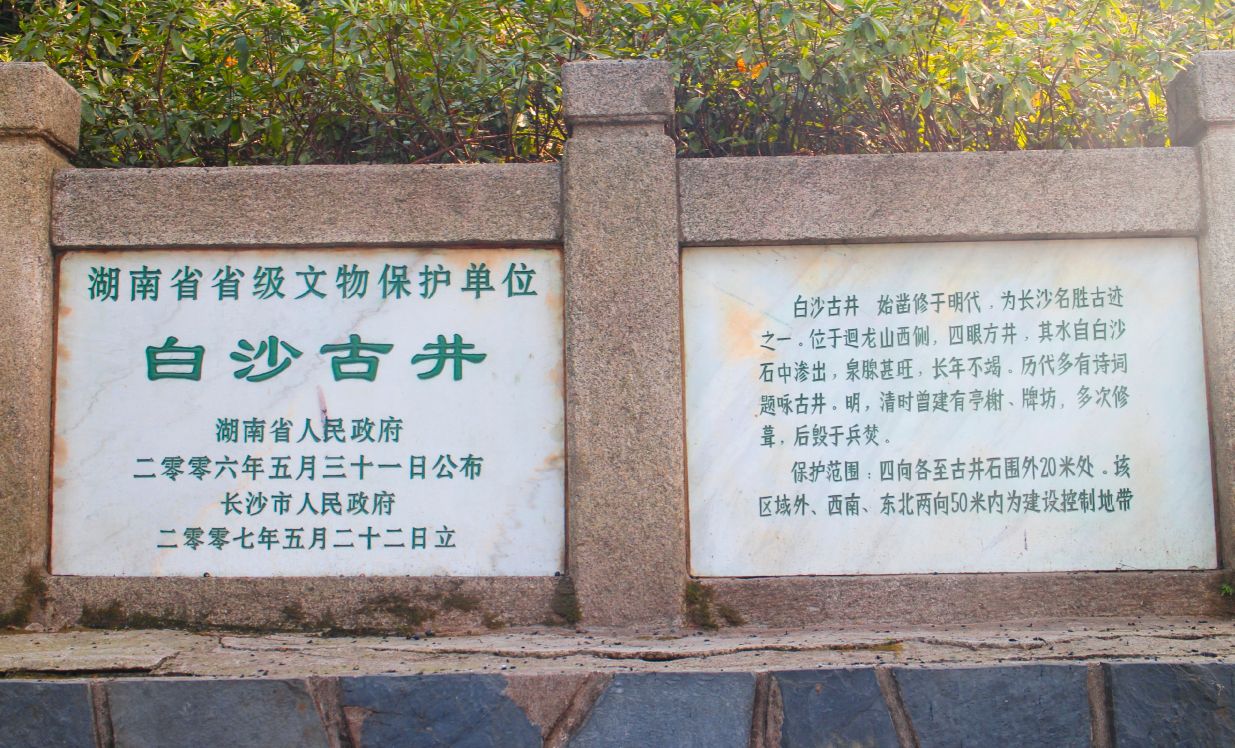 湖南省省级文物保护单位
白沙古井
湖南省人民政府
二零零六年五月三十一日公布
长沙市人民政府
二零零七年五月二十二日立
白沙古井 始凿修于明代，为长沙名胜古迹
之一。位于迴龙山西侧，四眼方井，其水自白沙
石中渗出，泉脉甚旺，长年不竭。历代多有诗词
题咏古井。明，清时曾建有亭榭、牌坊，多次修
葺，后毁于兵焚。
保护范围：四向各至古井石围外20米处。该
区域外、西南、东北两向50米内为建设控制地带